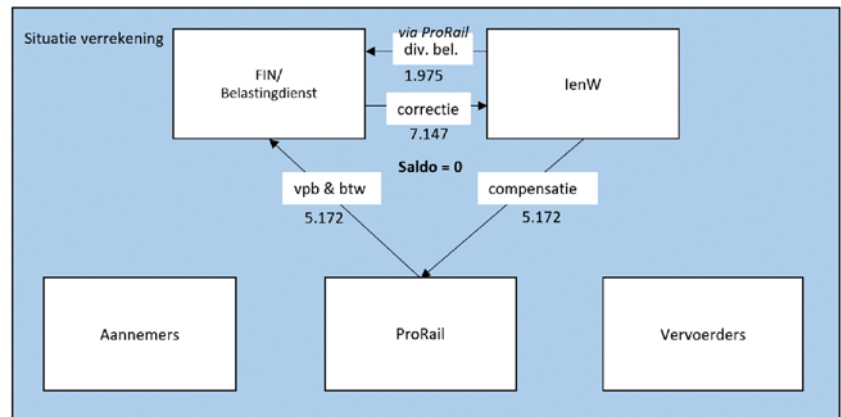 Situatie verrekening
via ProRail
div. bel.
1.975
FIN/
Belastingdienst
IenW
correctie
7.147
Saldo = 0
vpb & btw
5.172
compensatie
5.172
Aannemers
ProRail
Vervoerders